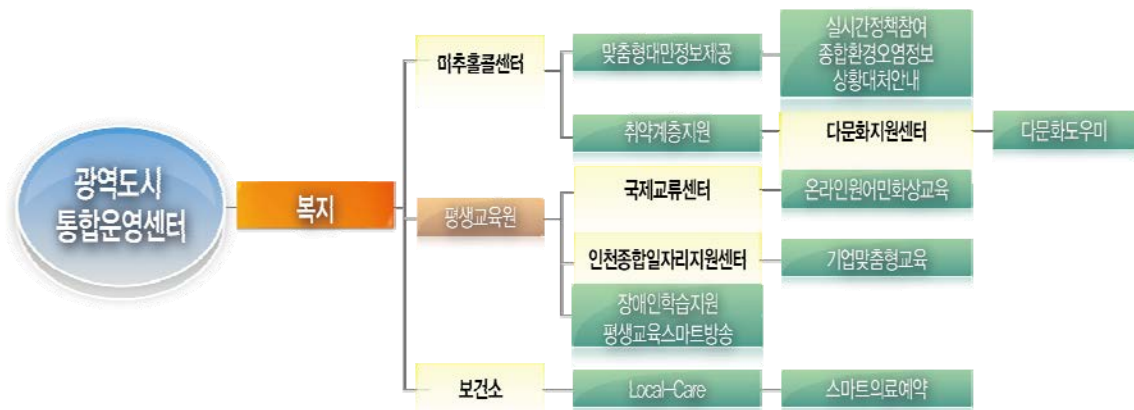 광역도시
통합운영센터
복지
미추홀콜센터
맞춤형대민정보제공
실시간정책참여
종합환경오염정보
상황대처안내
취약계층지원
다문화지원센터
다문화도우미
평생교육원
국제교류센터
온라인원어민화상교육
인천종합일자리지원센터
기업맞춤형교육
장애인학습지원
평생교육스마트방송
보건소
Local-Care
스마트의료예약